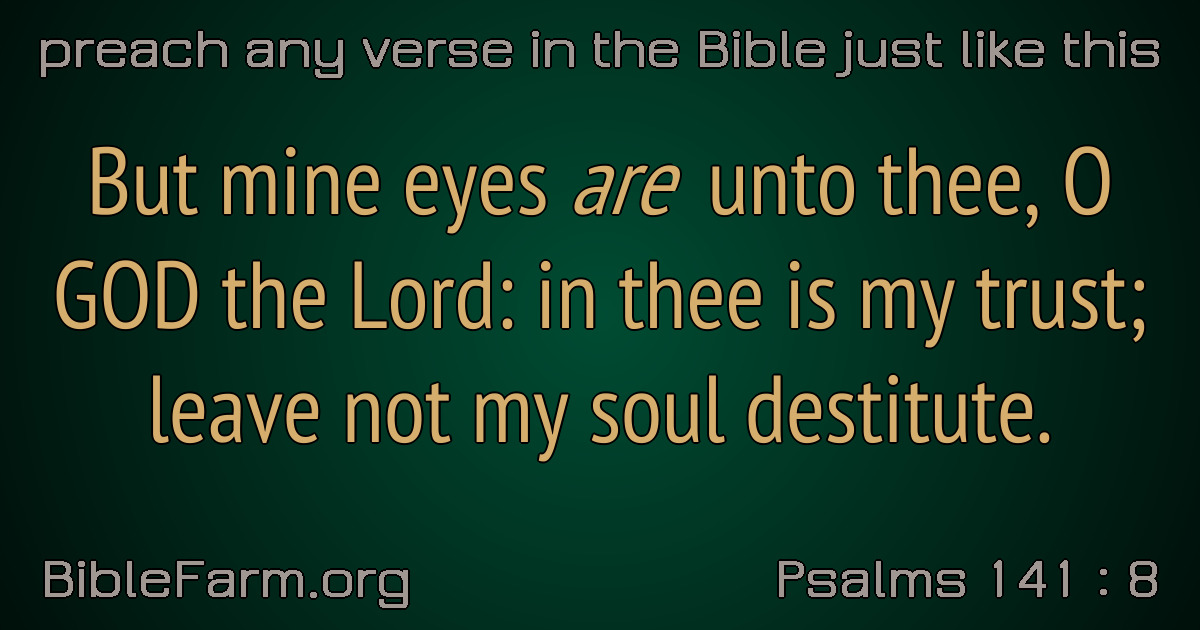 preach any verse in the Bible just like this
But mine eyes are unto thee, O
GOD the Lord: in thee is my trust;
leave not my soul destitute.
BibleFarm.org
Psalms 141 : 8